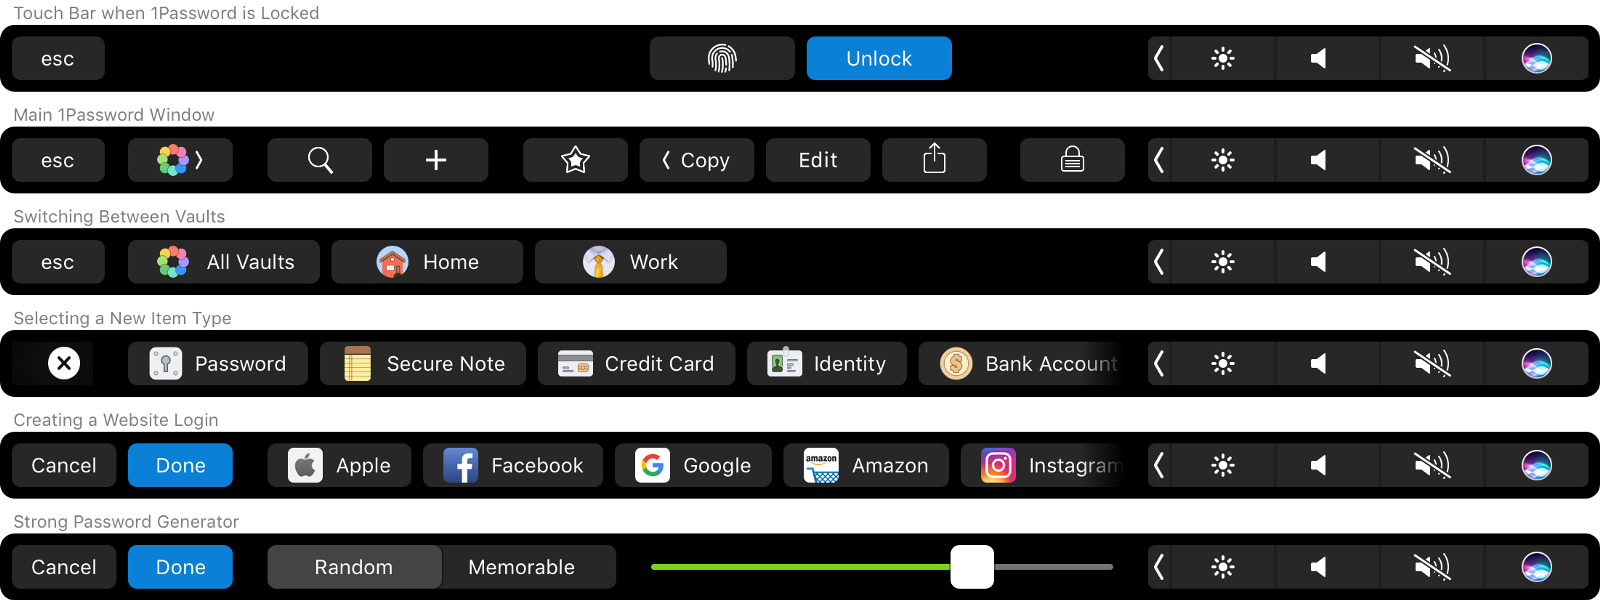 Touch Bar when 1Password is Locked
esc Unlock
Main 1Password Window
esc Copy Edit
Switching Between Vaults
esc All Vaults Home Work
Selecting a New Item Type
Password Secure Note Credit Card Identity Bank Account
Creating a Website Login
Cancel Done Apple Facebook Google amazon Amazon Instagram
Strong Password Generator
Cancel Done Random Memorable